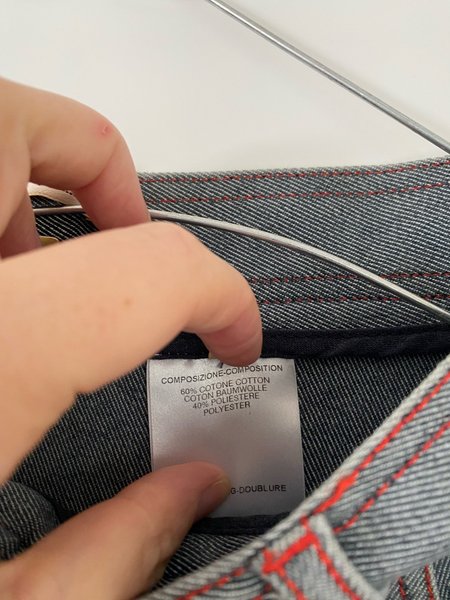 COMPOSIZIONE-COMPOSITION
60% COTONE COTTON
COTON BAUMWOLLE
40% POLIESTERE
POLYESTER
G-DOUBLURE